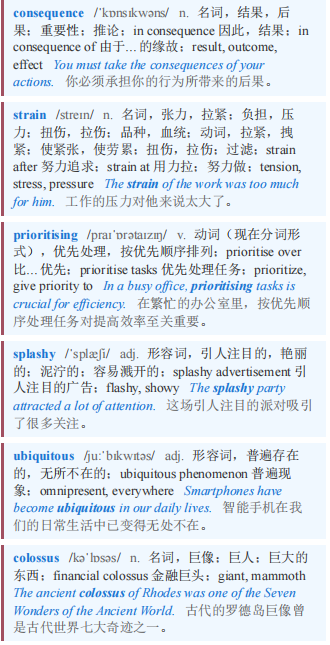 consequence /ˈkɒnsɪkwəns/ n. 名词，结果，后
果；重要性；推论；in consequence 因此，结果；in
consequence of 由于… 的缘故；result, outcome,
effect You must take the consequences of your
actions. 你必须承担你的行为所带来的后果。
strain /streɪn/ n. 名词，张力，拉紧；负担，压
力；扭伤，拉伤；品种，血统；动词，拉紧，拽
紧；使紧张，使劳累；扭伤，拉伤；过滤；strain
after 努力追求；strain at 用力拉；努力做；tension,
stress, pressure The strain of the work was too much
for him. 工作的压力对他来说太大了。
prioritising /praɪˈɒrətaɪzɪŋ/ v. 动词（现在分词形
式），优先处理，按优先顺序排列；prioritise over
比… 优先；prioritise tasks 优先处理任务；prioritize,
give priority to In a busy office, prioritising tasks is
crucial for efficiency. 在繁忙的办公室里，按优先顺
序处理任务对提高效率至关重要。
splashy /ˈsplæʃi/ adj. 形容词，引人注目的，艳丽
的；泥泞的；容易溅开的；splashy advertisement 引
人注目的广告；flashy, showy The splashy party
attracted a lot of attention. 这场引人注目的派对吸引
了很多关注。
ubiquitous /juːˈbɪkwɪtəs/ adj. 形容词，普遍存在
的，无所不在的；ubiquitous phenomenon 普遍现
象；omnipresent, everywhere Smartphones have
become ubiquitous in our daily lives. 智能手机在我
们的日常生活中已变得无处不在。
colossus /kəˈlɒsəs/ n. 名词，巨像；巨人；巨大的
东西；financial colossus 金融巨头；giant, mammoth
The ancient colossus of Rhodes was one of the Seven
Wonders of the Ancient World. 古代的罗德岛巨像曾
是古代世界七大奇迹之一。